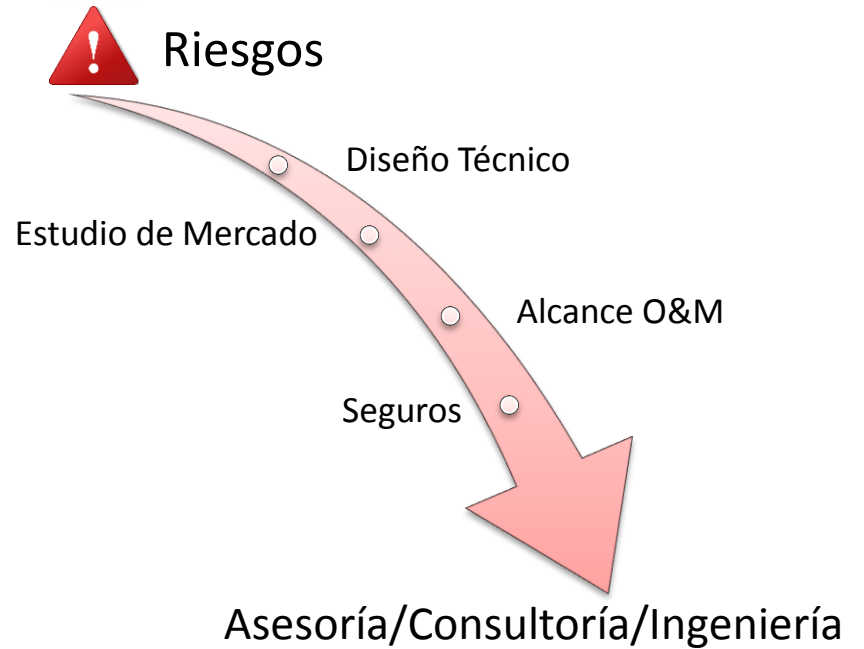 Riesgos
Diseño Técnico
Estudio de Mercado
Alcance O&M
Seguros
Asesoría/Consultoría/Ingeniería